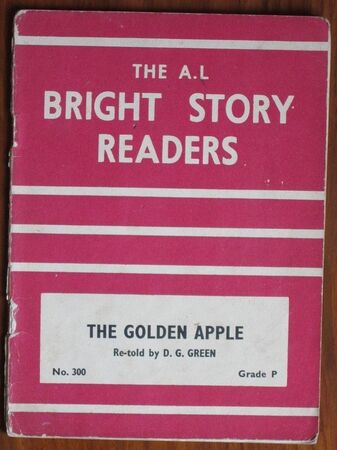 THE A.L
BRIGHT STORY
READERS
THE GOLDEN APPLE
Re-told by D. G. GREEN
No. 300 Grade P